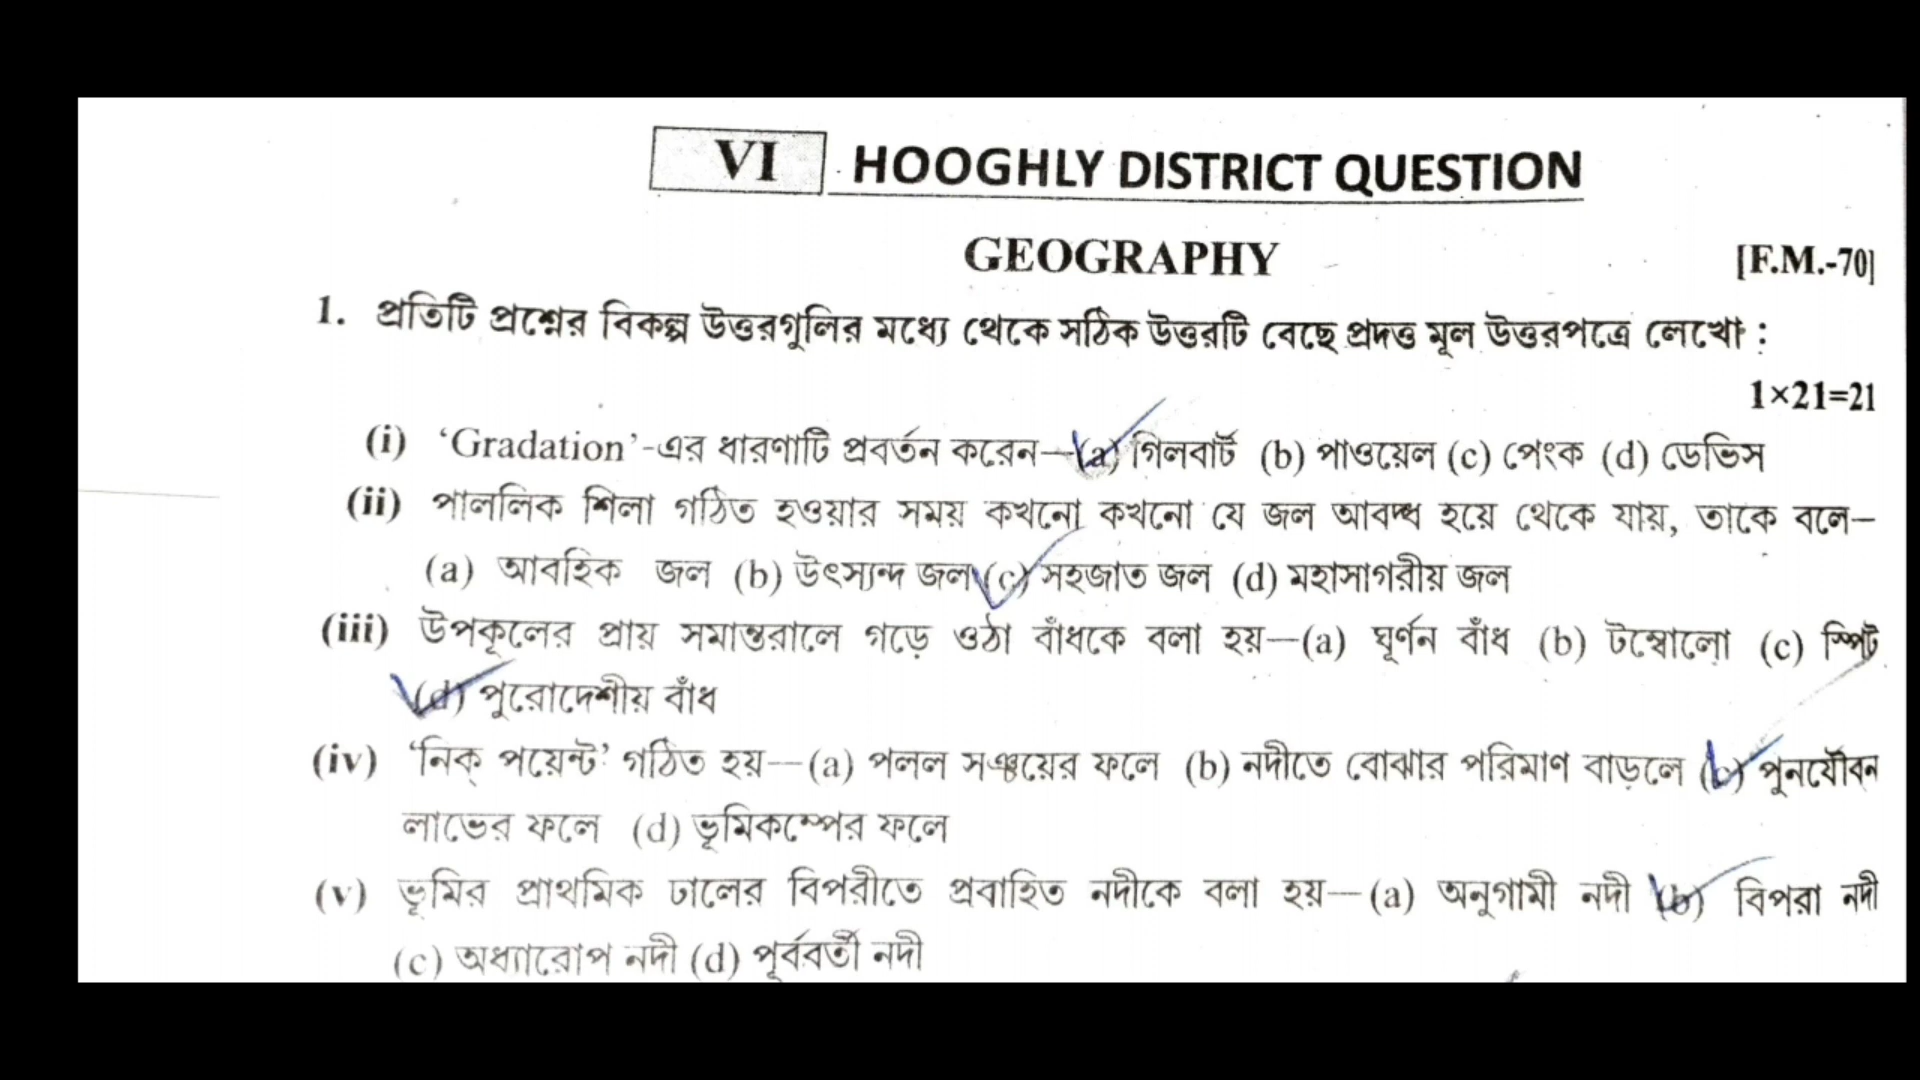 VI HOOGHLY DISTRICT QUESTION
GEOGRAPHY [F.M.-70]
1. প্রতিটি প্রশ্নের বিকল্প উত্তরগুলির মধ্যে থেকে সঠিক উত্তরটি বেছে প্রদত্ত মূল উত্তরপত্রে লেখো :
1×21=21
(i) ‘Gradation’-এর ধারণাটি প্রবর্তন করেন—(a) গিলবার্ট (b) পাওয়েল (c) পেংক (d) ডেভিস
(ii) পাললিক শিলা গঠিত হওয়ার সময় কখনো কখনো যে জল আবদ্ধ হয়ে থেকে যায়, তাকে বলে—
(a) আবহিক জল (b) উৎস্যন্দ জল (c) সহজাত জল (d) মহাসাগরীয় জল
(iii) উপকূলের প্রায় সমান্তরালে গড়ে ওঠা বাঁধকে বলা হয়—(a) ঘূর্ণন বাঁধ (b) টম্বোলো (c) স্পিট
(d) পুরোদেশীয় বাঁধ
(iv) ‘নিক্ পয়েন্ট’ গঠিত হয়—(a) পলল সঞ্চয়ের ফলে (b) নদীতে বোঝার পরিমাণ বাড়লে (c) পুনর্যৌবন
লাভের ফলে (d) ভূমিকম্পের ফলে
(v) ভূমির প্রাথমিক ঢালের বিপরীতে প্রবাহিত নদীকে বলা হয়—(a) অনুগামী নদী (b) বিপরা নদী
(c) অধ্যারোপ নদী (d) পূর্ববর্তী নদী